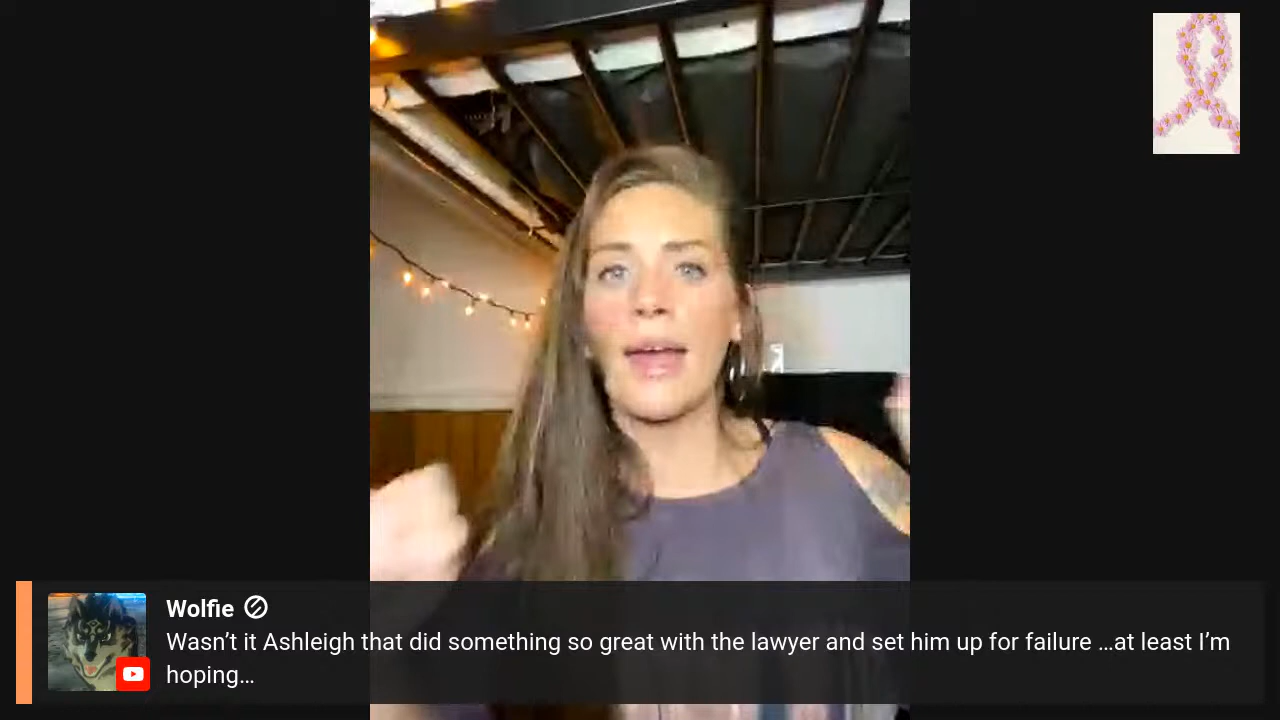 Wolfie
Wasn’t it Ashleigh that did something so great with the lawyer and set him up for failure …at least I’m
hoping…